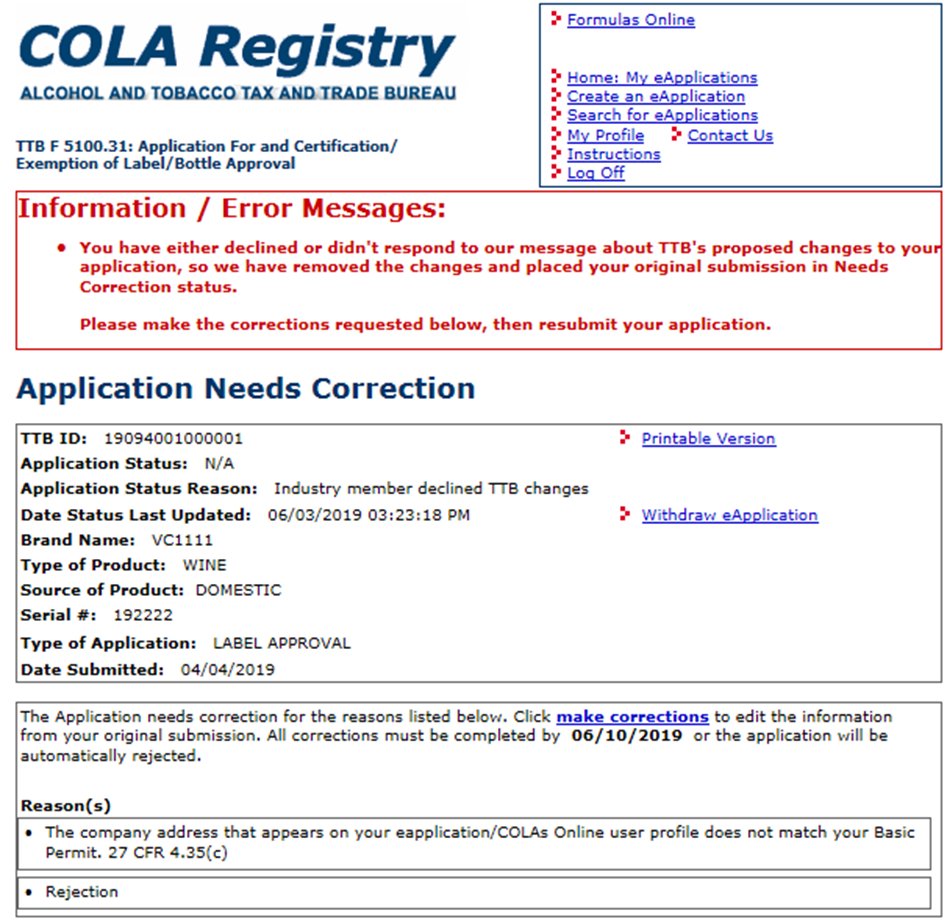 COLA Registry
ALCOHOL AND TOBACCO TAX AND TRADE BUREAU
TTB F 5100.31: Application For and Certification/
Exemption of Label/Bottle Approval
Formulas Online
Home: My eApplications
Create an eApplication
Search for eApplications
My Profile Contact Us
Instructions
Log Off
Information / Error Messages:
• You have either declined or didn't respond to our message about TTB's proposed changes to your
application, so we have removed the changes and placed your original submission in Needs
Correction status.
Please make the corrections requested below, then resubmit your application.
Application Needs Correction
TTB ID: 19094001000001 Printable Version
Application Status: N/A
Application Status Reason: Industry member declined TTB changes
Date Status Last Updated: 06/03/2019 03:23:18 PM Withdraw eApplication
Brand Name: VC1111
Type of Product: WINE
Source of Product: DOMESTIC
Serial #: 192222
Type of Application: LABEL APPROVAL
Date Submitted: 04/04/2019
The Application needs correction for the reasons listed below. Click make corrections to edit the information
from your original submission. All corrections must be completed by 06/10/2019 or the application will be
automatically rejected.
Reason(s)
• The company address that appears on your eapplication/COLAs Online user profile does not match your Basic
Permit. 27 CFR 4.35(c)
• Rejection